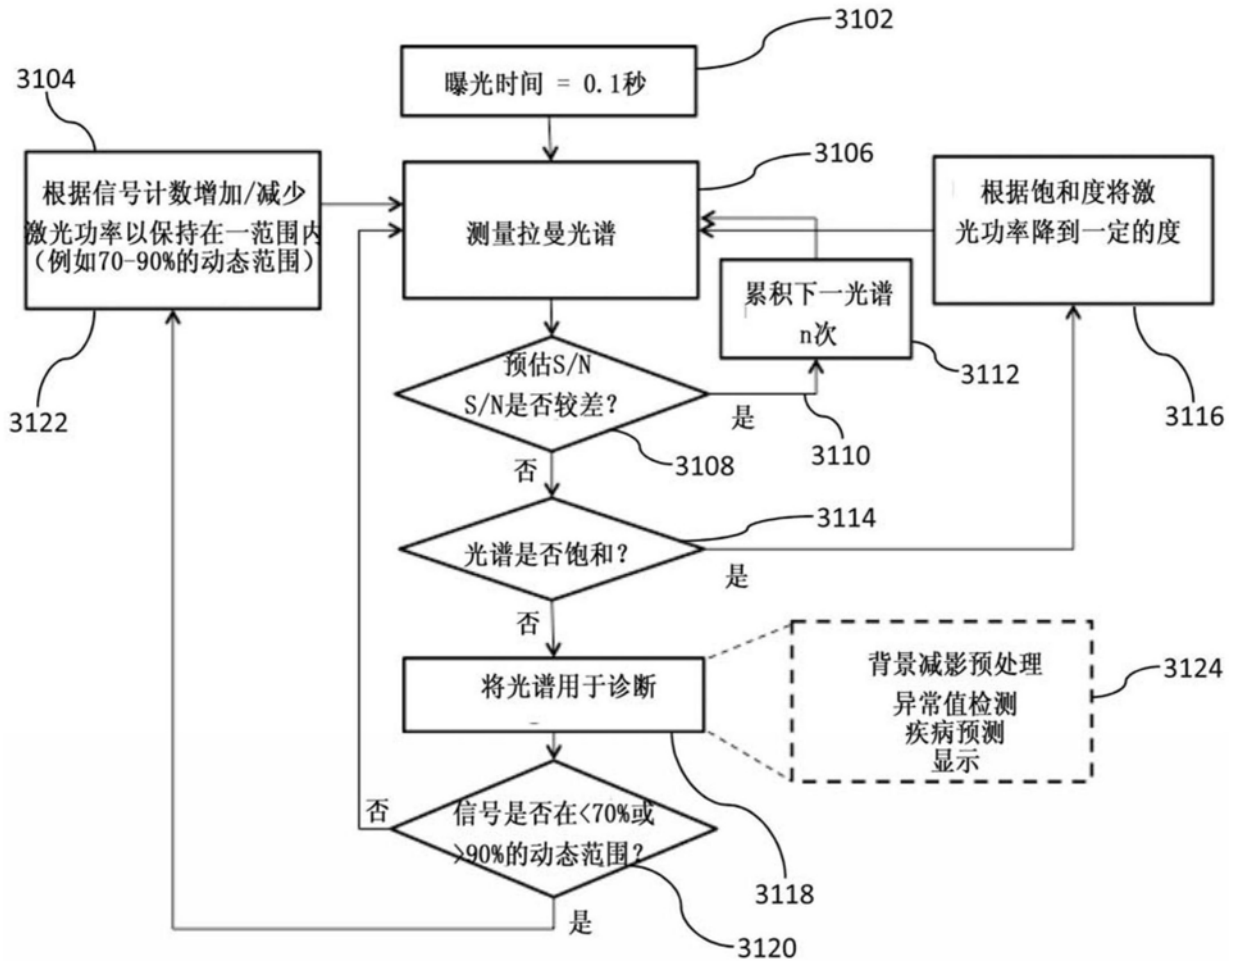 3102
曝光时间 = 0.1秒
3104
根据信号计数增加/减少
激光功率以保持在一范围内
(例如70-90%的动态范围)
3122
3106
测量拉曼光谱
根据饱和度将激
光功率降到一定的度
3116
累积下一光谱
n次
3112
预估S/N
S/N是否较差?
是
3110
3108
否
3114
光谱是否饱和?
是
否
将光谱用于诊断
背景减影预处理
异常值检测
疾病预测
显示
3124
否
信号是否在<70%或
>90%的动态范围?
3118
是
3120